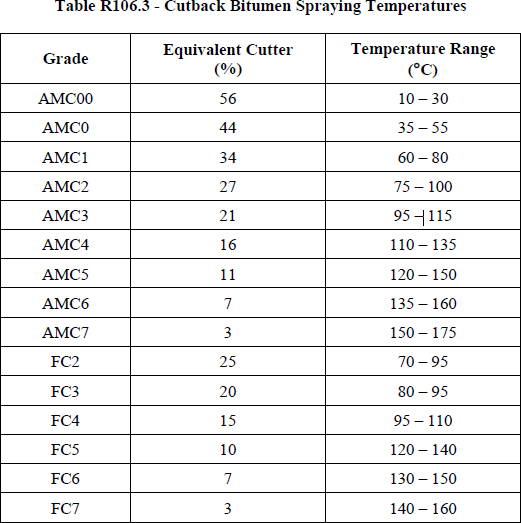 Table R106.3 - Cutback Bitumen Spraying Temperatures
Grade Equivalent Cutter (%) Temperature Range (°C)
AMC00 56 10 – 30
AMC0 44 35 – 55
AMC1 34 60 – 80
AMC2 27 75 – 100
AMC3 21 95 – 115
AMC4 16 110 – 135
AMC5 11 120 – 150
AMC6 7 135 – 160
AMC7 3 150 – 175
FC2 25 70 – 95
FC3 20 80 – 95
FC4 15 95 – 110
FC5 10 120 – 140
FC6 7 130 – 150
FC7 3 140 – 160